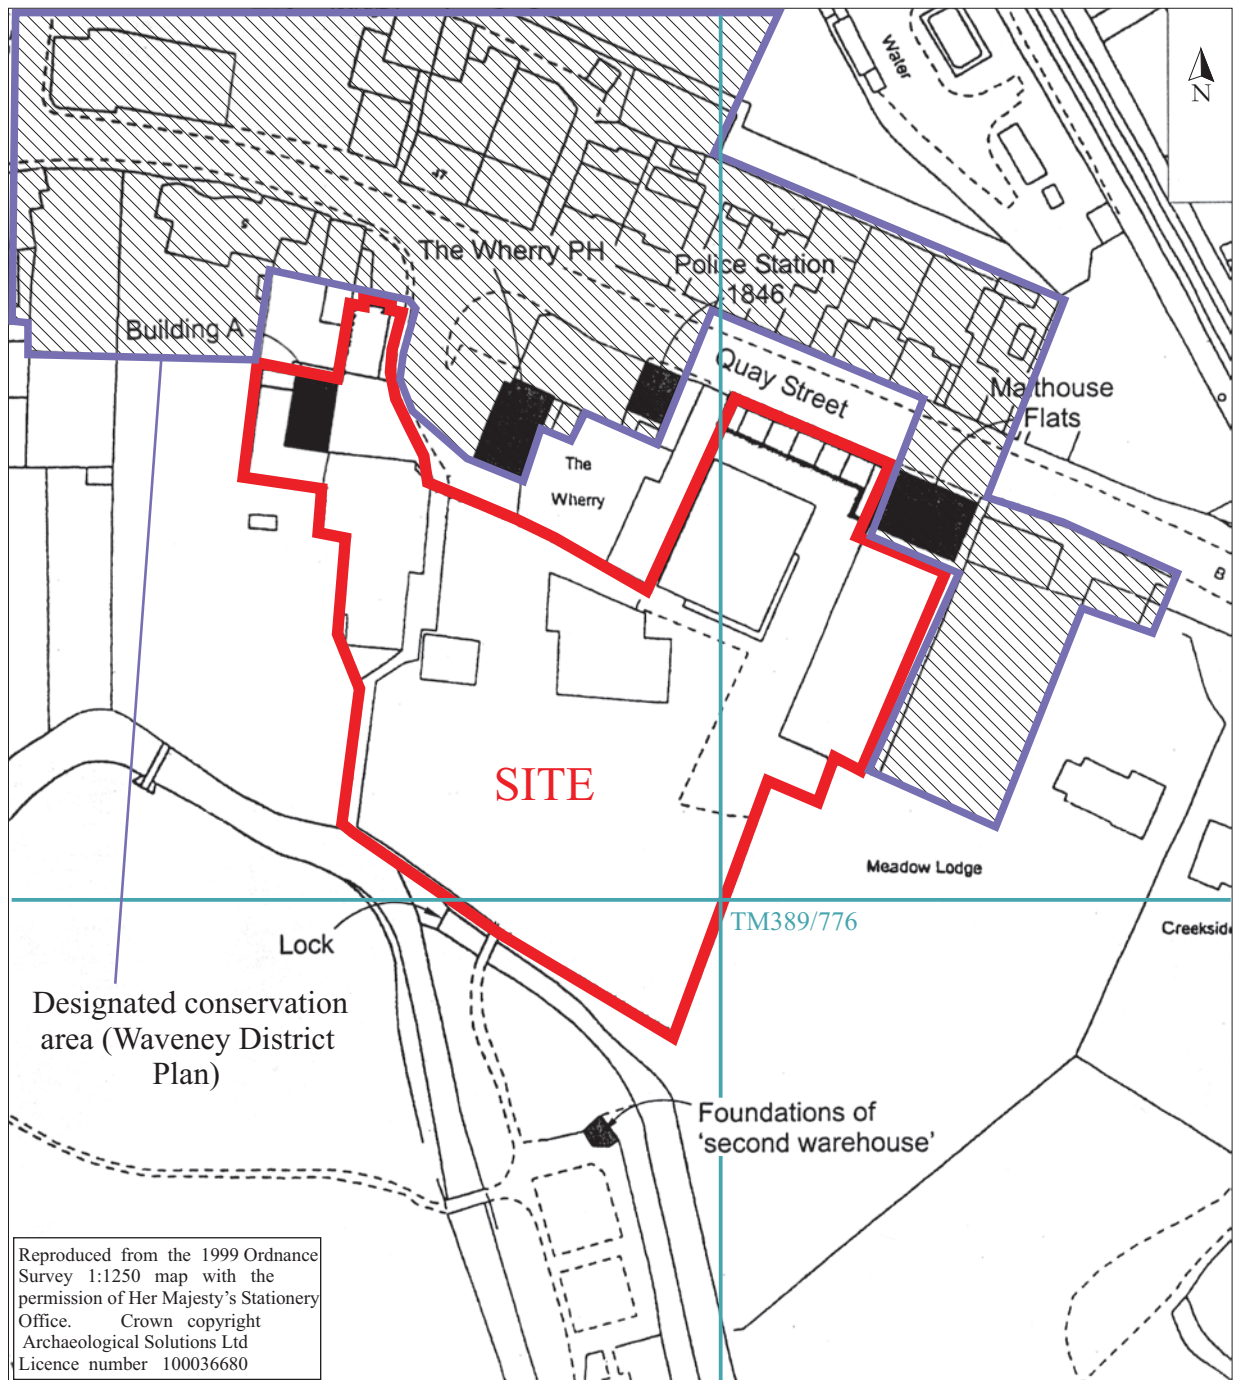 Water
N
47
5
The Wherry PH
Police Station
1846
Building A
Quay Street
Malthouse
Flats
The
Wherry
B
SITE
Meadow Lodge
TM389/776
Lock
Designated conservation
area (Waveney District
Plan)
Foundations of
'second warehouse'
Reproduced from the 1999 Ordnance
Survey 1:1250 map with the
permission of Her Majesty's Stationery
Office. Crown copyright
Archaeological Solutions Ltd
Licence number 100036680